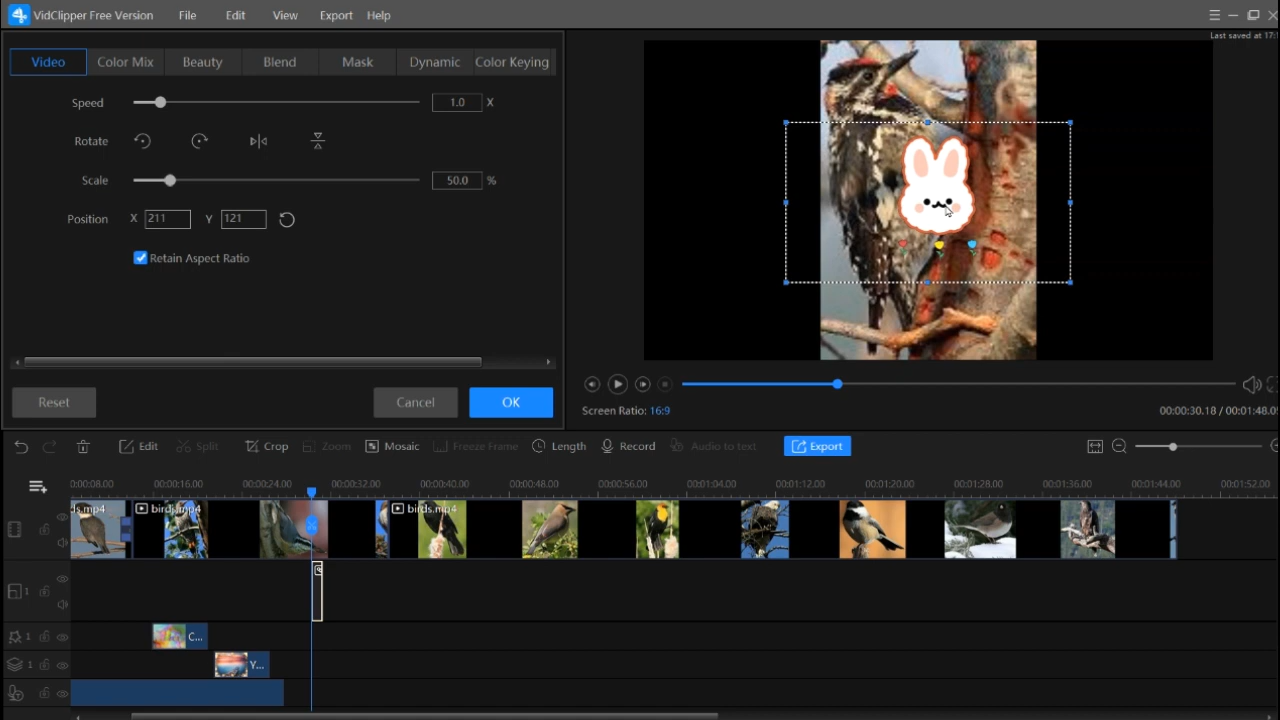 VidClipper Free Version File Edit View Export Help
Last saved at 17:1
Video Color Mix Beauty Blend Mask Dynamic Color Keying
Speed 1.0 X
Rotate
Scale 50.0 %
Position X 211 Y 121
Retain Aspect Ratio
Reset Cancel OK
Screen Ratio: 16:9 00:00:30.18 / 00:01:48.05
Edit Split Crop Zoom Mosaic Freeze Frame Length Record Audio to text Export
0:00:08.00 00:00:16.00 00:00:24.00 00:00:32.00 00:00:40.00 00:00:48.00 00:00:56.00 00:01:04.00 00:01:12.00 00:01:20.00 00:01:28.00 00:01:36.00 00:01:44.00 00:01:52.00
ds.mp4 birds.mp4 birds.mp4
1
1 C...
1 Y...